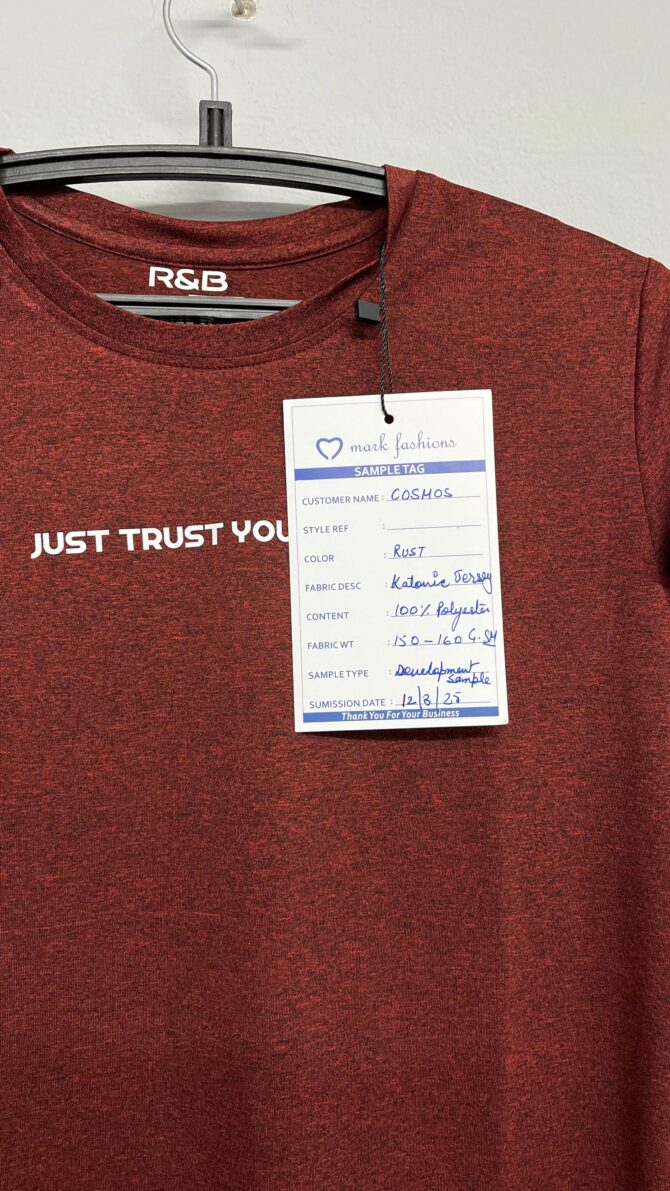 R&B
JUST TRUST YOU
mark fashions
SAMPLE TAG
CUSTOMER NAME : COSMOS
STYLE REF :
COLOR : RUST
FABRIC DESC : Katonic Jersey
CONTENT : 100% Polyester
FABRIC WT : 150-160 G.SM
SAMPLE TYPE : Development
Sample
SUMISSION DATE : 12/3/25
Thank You For Your Business